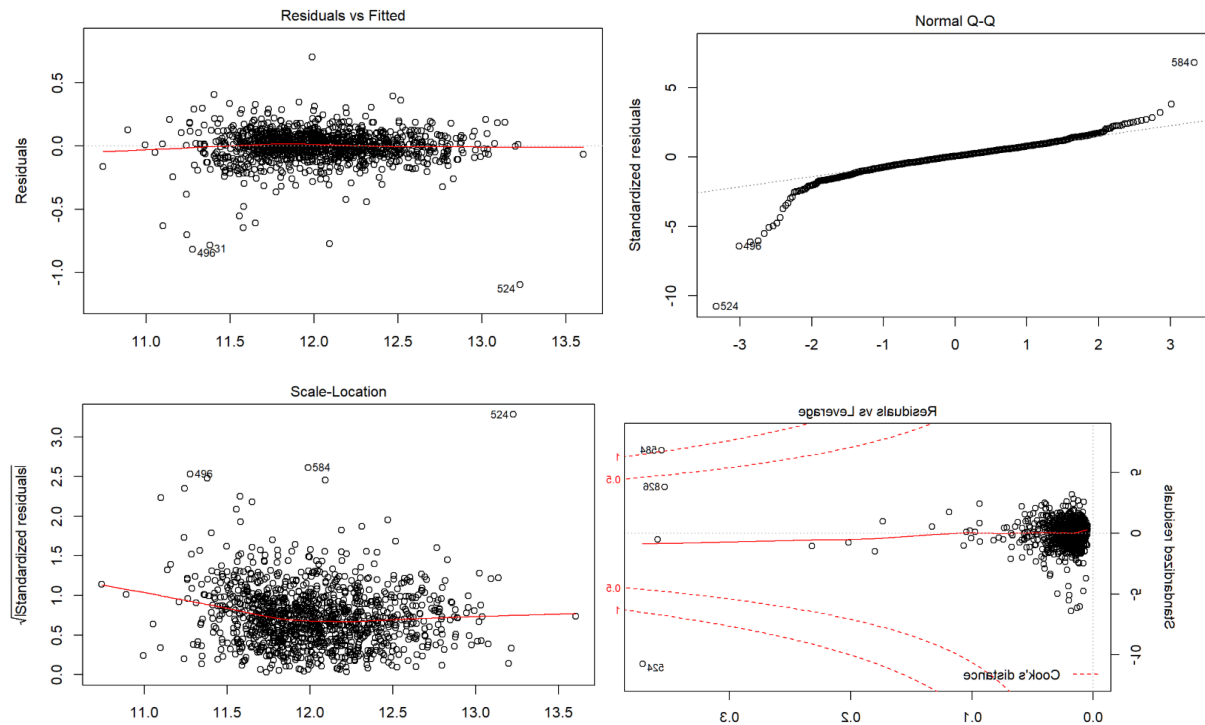 Residuals vs Fitted
Residuals
0.5
0.0
-0.5
-1.0
496
31
524
11.0 11.5 12.0 12.5 13.0 13.5
Normal Q-Q
Standardized residuals
5
0
-5
-10
584
496
524
-3 -2 -1 0 1 2 3
Scale-Location
√|Standardized residuals|
3.0
2.5
2.0
1.5
1.0
0.5
0.0
524
496
584
11.0 11.5 12.0 12.5 13.0 13.5
Residuals vs Leverage
Standardized residuals
5
0
-5
-10
1
0.5
0.5
1
584
826
524
Cook's distance
0.3 0.2 0.1 0.0